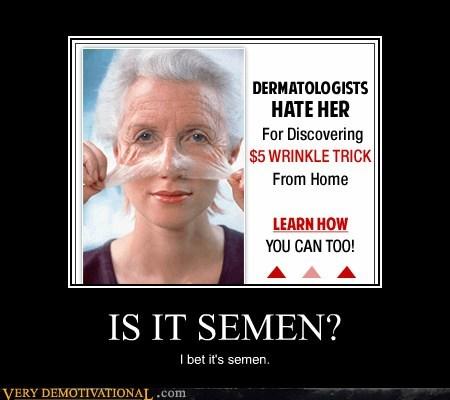 DERMATOLOGISTS
HATE HER
For Discovering
$5 WRINKLE TRICK
From Home
LEARN HOW
YOU CAN TOO!
IS IT SEMEN?
I bet it's semen.
VERY DEMOTIVATIONAL.com